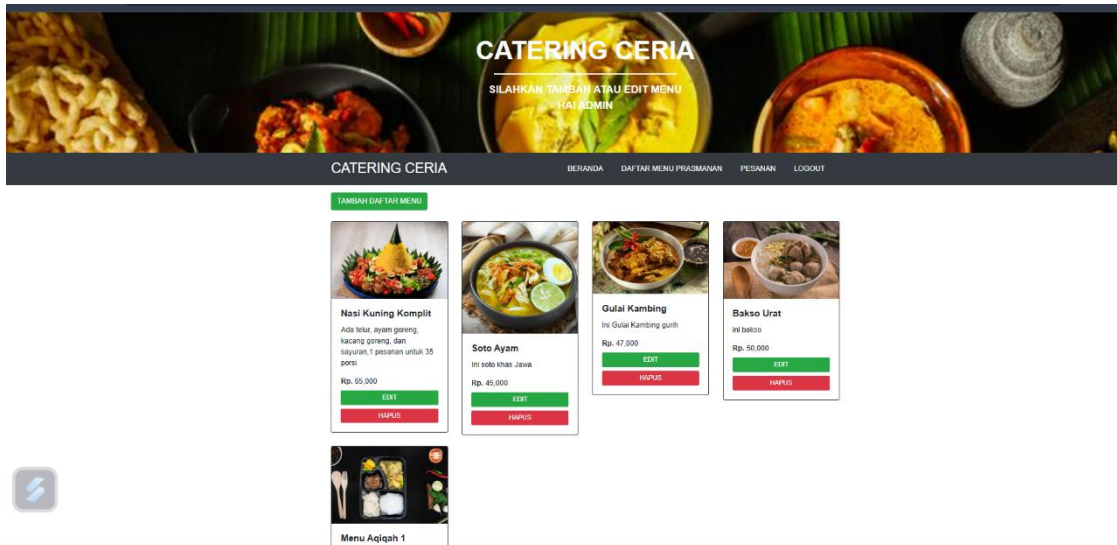 CATERING CERIA
SILAHKAN TAMBAH ATAU EDIT MENU
HAI ADMIN
CATERING CERIA
BERANDA DAFTAR MENU PRASMANAN PESANAN LOGOUT
TAMBAH DAFTAR MENU
Nasi Kuning Komplit
Ada telur, ayam goreng,
kacang goreng, dan
sayuran,1 pesanan untuk 35
porsi
Rp. 65,000
EDIT
HAPUS
Soto Ayam
Ini soto khas Jawa
Rp. 45,000
EDIT
HAPUS
Gulai Kambing
Ini Gulai Kambing gurih
Rp. 47,000
EDIT
HAPUS
Bakso Urat
ini bakso
Rp. 50,000
EDIT
HAPUS
Menu Aqiqah 1